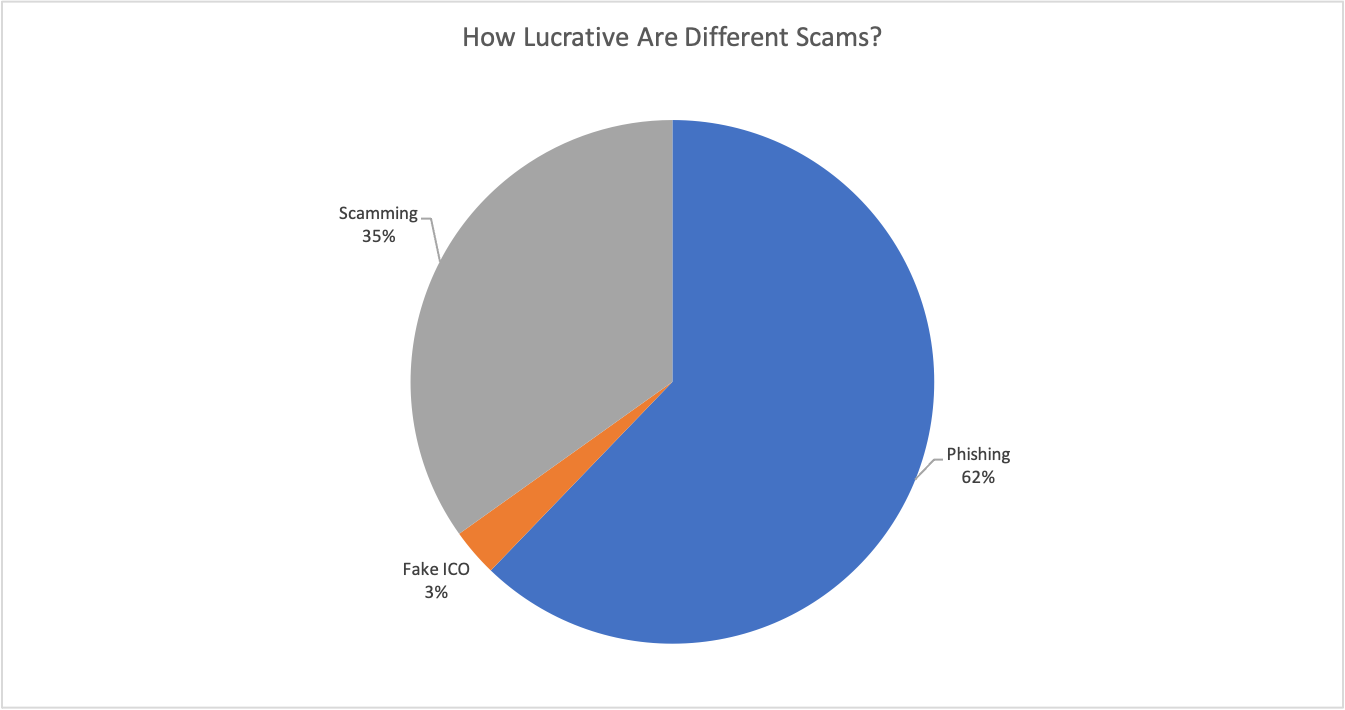 How Lucrative Are Different Scams?
Scamming
35%
Phishing
62%
Fake ICO
3%